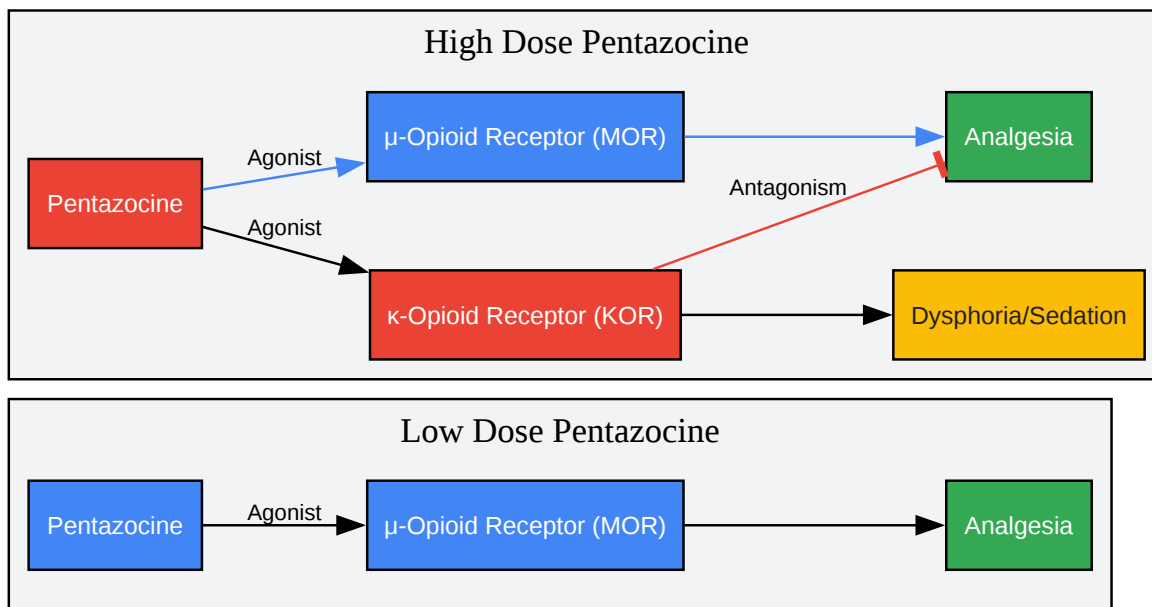 High Dose Pentazocine
μ-Opioid Receptor (MOR)
Analgesia
Agonist
Pentazocine
Antagonism
Agonist
κ-Opioid Receptor (KOR)
Dysphoria/Sedation
Low Dose Pentazocine
Pentazocine
Agonist
μ-Opioid Receptor (MOR)
Analgesia